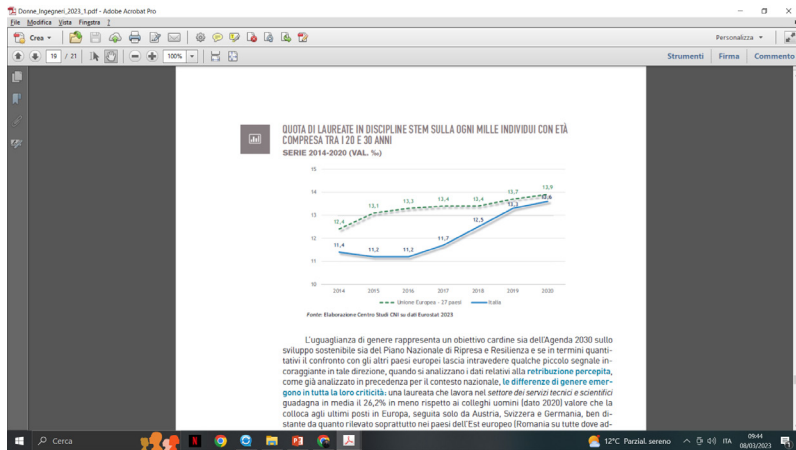 Donne_Ingegneri_2023_1.pdf - Adobe Acrobat Pro
File Modifica Vista Finestra ?
Crea
Personalizza
19 / 21
100%
Strumenti Firma Commento
QUOTA DI LAUREATE IN DISCIPLINE STEM SULLA OGNI MILLE INDIVIDUI CON ETÀ
COMPRESA TRA I 20 E 30 ANNI
SERIE 2014-2020 (VAL. ‰)
15
14
13
12
11
10
12,4 13,1 13,3 13,4 13,4 13,7 13,9
11,4 11,2 11,2 11,7 12,5 13,3 13,6
2014 2015 2016 2017 2018 2019 2020
Unione Europea - 27 paesi Italia
Fonte: Elaborazione Centro Studi CNI su dati Eurostat 2023
L'uguaglianza di genere rappresenta un obiettivo cardine sia dell'Agenda 2030 sullo
sviluppo sostenibile sia del Piano Nazionale di Ripresa e Resilienza e se in termini quanti-
tativi il confronto con gli altri paesi europei lascia intravedere qualche piccolo segnale in-
coraggiante in tale direzione, quando si analizzano i dati relativi alla retribuzione percepita,
come già analizzato in precedenza per il contesto nazionale, le differenze di genere emer-
gono in tutta la loro criticità: una laureata che lavora nel settore dei servizi tecnici e scientifici
guadagna in media il 26,2% in meno rispetto ai colleghi uomini (dato 2020) valore che la
colloca agli ultimi posti in Europa, seguita solo da Austria, Svizzera e Germania, ben di-
stante da quanto rilevato soprattutto nei paesi dell'Est europeo (Romania su tutte dove ad-
Cerca
12°C Parzial. sereno
ITA
09:44
08/03/2023